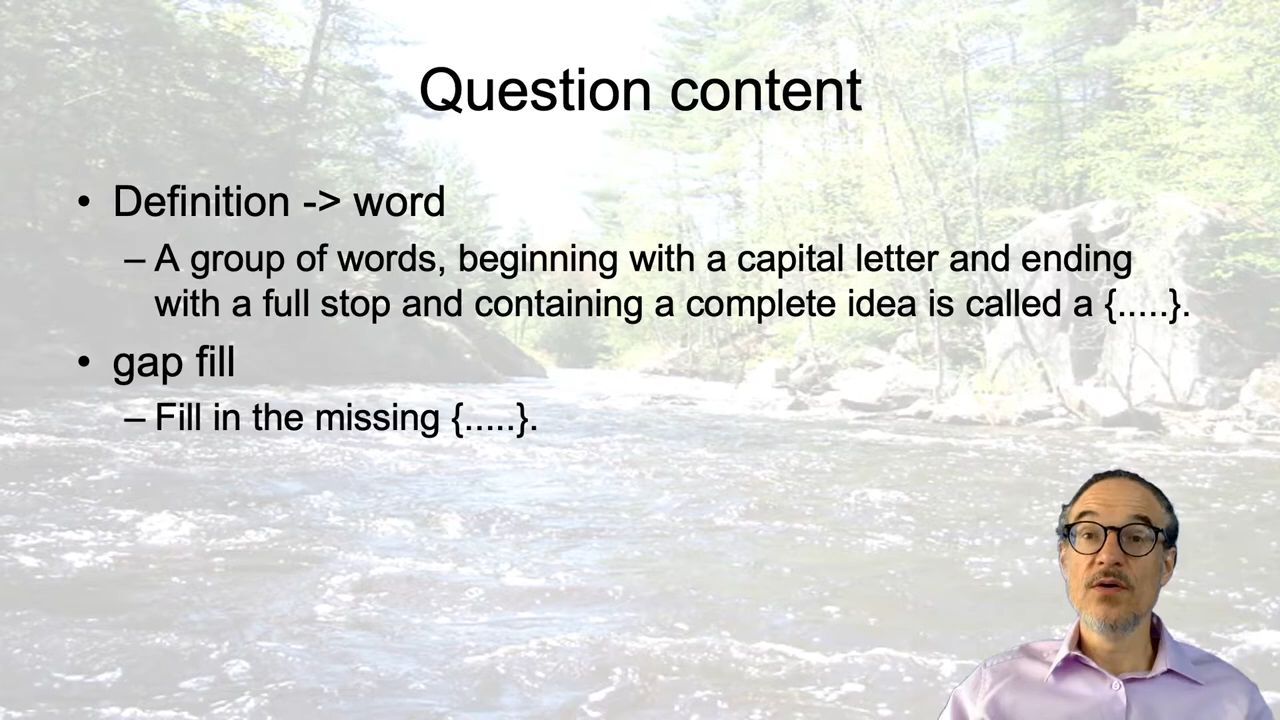 Question content
• Definition -> word
– A group of words, beginning with a capital letter and ending
with a full stop and containing a complete idea is called a {.....}.
• gap fill
– Fill in the missing {.....}.